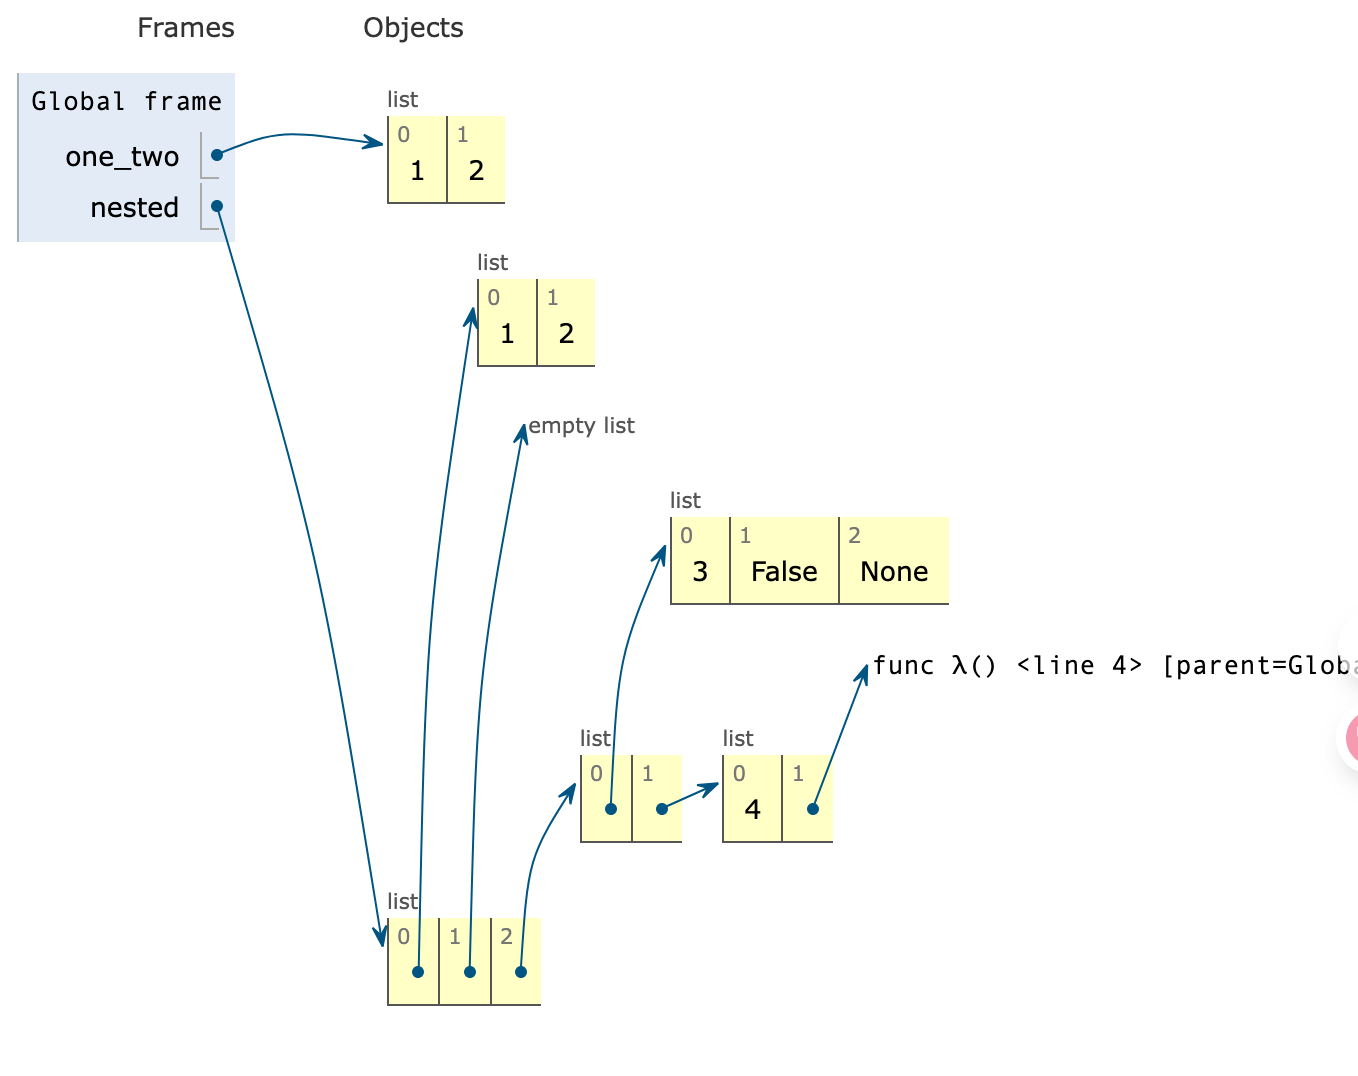 Frames Objects
Global frame
one_two
nested
list
0 1
1 2
list
0 1
1 2
empty list
list
0 1 2
3 False None
func λ() <line 4> [parent=Globa
list list
0 1 0 1
4
list
0 1 2